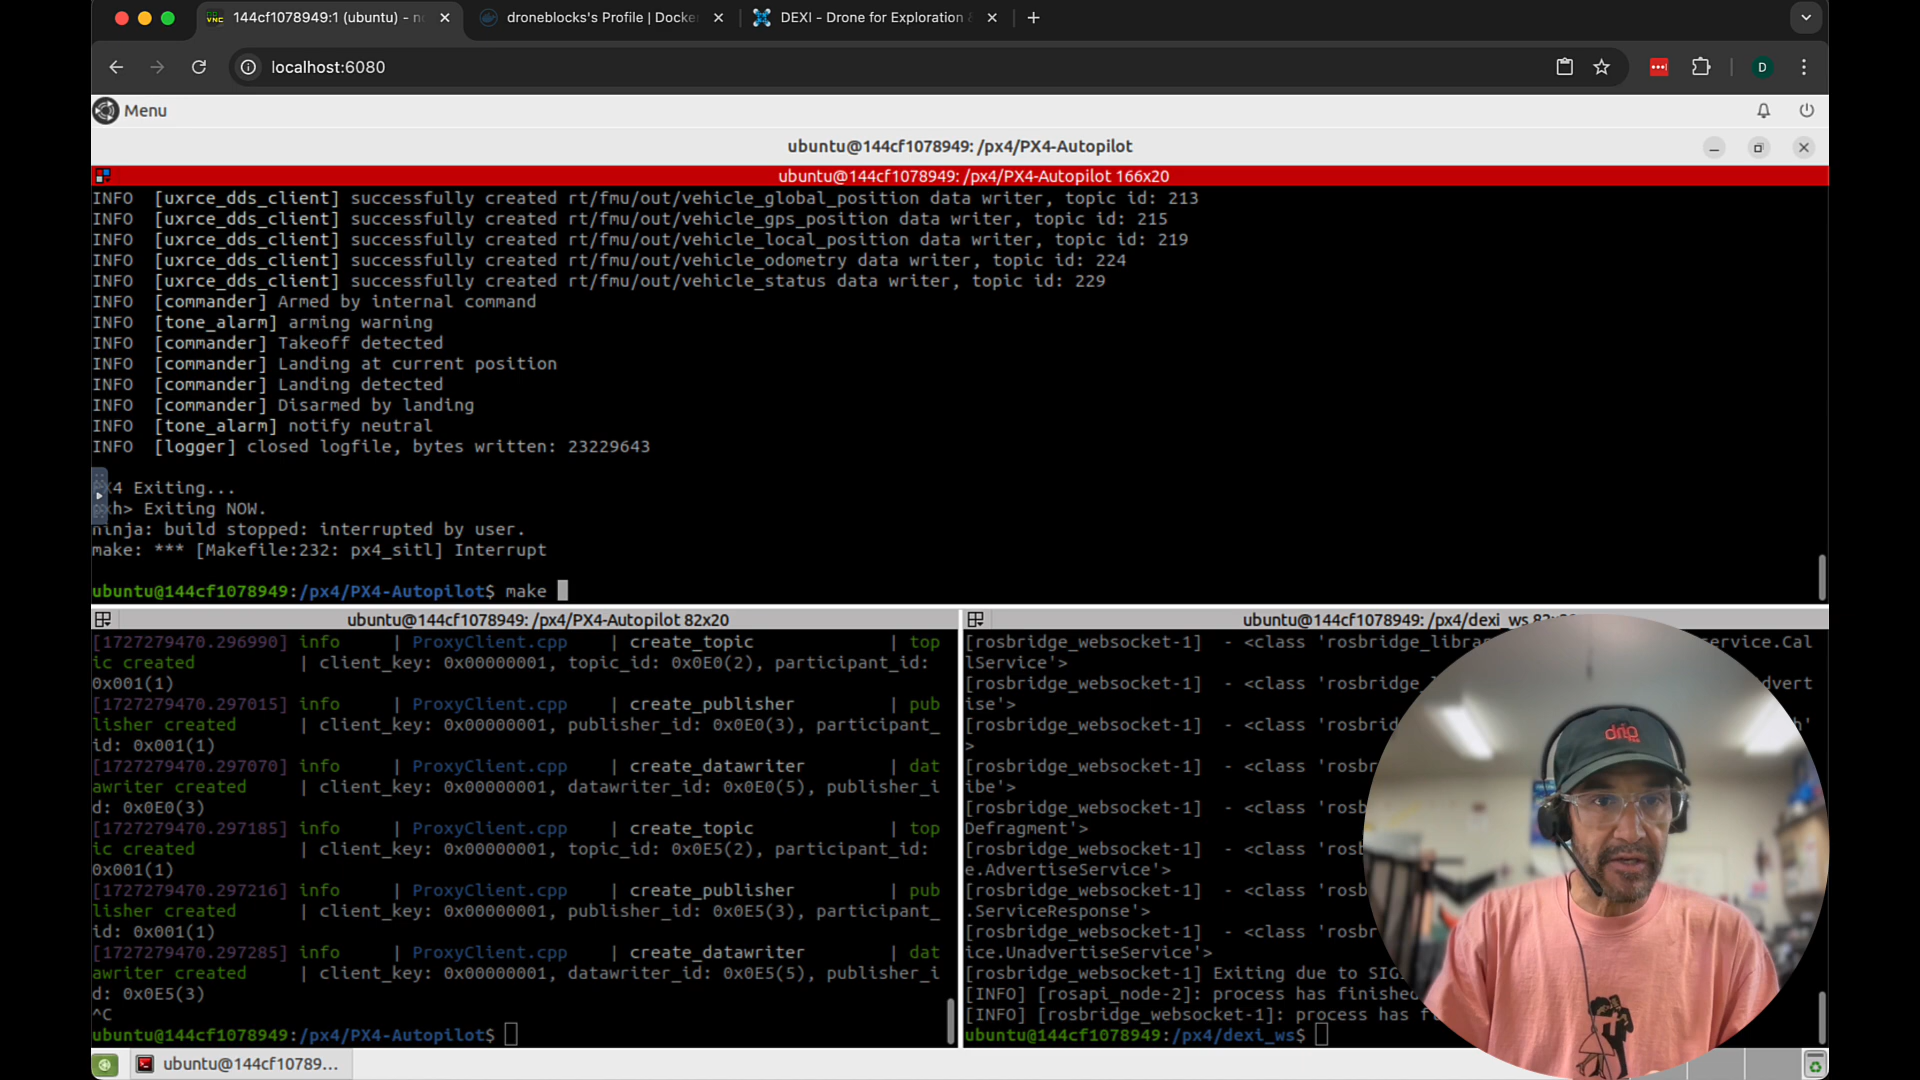 144cf1078949:1 (ubuntu) - n
droneblocks's Profile | Docke
DEXI - Drone for Exploration
localhost:6080
D
Menu
ubuntu@144cf1078949: /px4/PX4-Autopilot
ubuntu@144cf1078949: /px4/PX4-Autopilot 166x20
INFO  [uxrce_dds_client] successfully created rt/fmu/out/vehicle_global_position data writer, topic id: 213
INFO  [uxrce_dds_client] successfully created rt/fmu/out/vehicle_gps_position data writer, topic id: 215
INFO  [uxrce_dds_client] successfully created rt/fmu/out/vehicle_local_position data writer, topic id: 219
INFO  [uxrce_dds_client] successfully created rt/fmu/out/vehicle_odometry data writer, topic id: 224
INFO  [uxrce_dds_client] successfully created rt/fmu/out/vehicle_status data writer, topic id: 229
INFO  [commander] Armed by internal command
INFO  [tone_alarm] arming warning
INFO  [commander] Takeoff detected
INFO  [commander] Landing at current position
INFO  [commander] Landing detected
INFO  [commander] Disarmed by landing
INFO  [tone_alarm] notify neutral
INFO  [logger] closed logfile, bytes written: 23229643
X4 Exiting...
xh> Exiting NOW.
ninja: build stopped: interrupted by user.
make: *** [Makefile:232: px4_sitl] Interrupt
ubuntu@144cf1078949:/px4/PX4-Autopilot$ make
ubuntu@144cf1078949: /px4/PX4-Autopilot 82x20
[1727279470.296990] info     | ProxyClient.cpp    | create_topic             | top
ic created          | client_key: 0x00000001, topic_id: 0x0E0(2), participant_id:
0x001(1)
[1727279470.297015] info     | ProxyClient.cpp    | create_publisher         | pub
lisher created      | client_key: 0x00000001, publisher_id: 0x0E0(3), participant_
id: 0x001(1)
[1727279470.297070] info     | ProxyClient.cpp    | create_datawriter        | dat
awriter created     | client_key: 0x00000001, datawriter_id: 0x0E0(5), publisher_i
d: 0x0E0(3)
[1727279470.297185] info     | ProxyClient.cpp    | create_topic             | top
ic created          | client_key: 0x00000001, topic_id: 0x0E5(2), participant_id:
0x001(1)
[1727279470.297216] info     | ProxyClient.cpp    | create_publisher         | pub
lisher created      | client_key: 0x00000001, publisher_id: 0x0E5(3), participant_
id: 0x001(1)
[1727279470.297285] info     | ProxyClient.cpp    | create_datawriter        | dat
awriter created     | client_key: 0x00000001, datawriter_id: 0x0E5(5), publisher_i
d: 0x0E5(3)
^C
ubuntu@144cf1078949:/px4/PX4-Autopilot$
ubuntu@144cf1078949: /px4/dexi_ws
[rosbridge_websocket-1]  - <class 'rosbridge_libra ervice.Cal
lService'>
[rosbridge_websocket-1]  - <class 'rosbridge_ dvert
ise'>
[rosbridge_websocket-1]  - <class 'rosbrid h'
>
[rosbridge_websocket-1]  - <class 'rosbr
ibe'>
[rosbridge_websocket-1]  - <class 'rosb
Defragment'>
[rosbridge_websocket-1]  - <class 'rosb
e.AdvertiseService'>
[rosbridge_websocket-1]  - <class 'rosb
.ServiceResponse'>
[rosbridge_websocket-1]  - <class 'rosbr
ice.UnadvertiseService'>
[rosbridge_websocket-1] Exiting due to SIG
[INFO] [rosapi_node-2]: process has finished
[INFO] [rosbridge_websocket-1]: process has f
ubuntu@144cf1078949:/px4/dexi_ws$
drip
ubuntu@144cf10789...